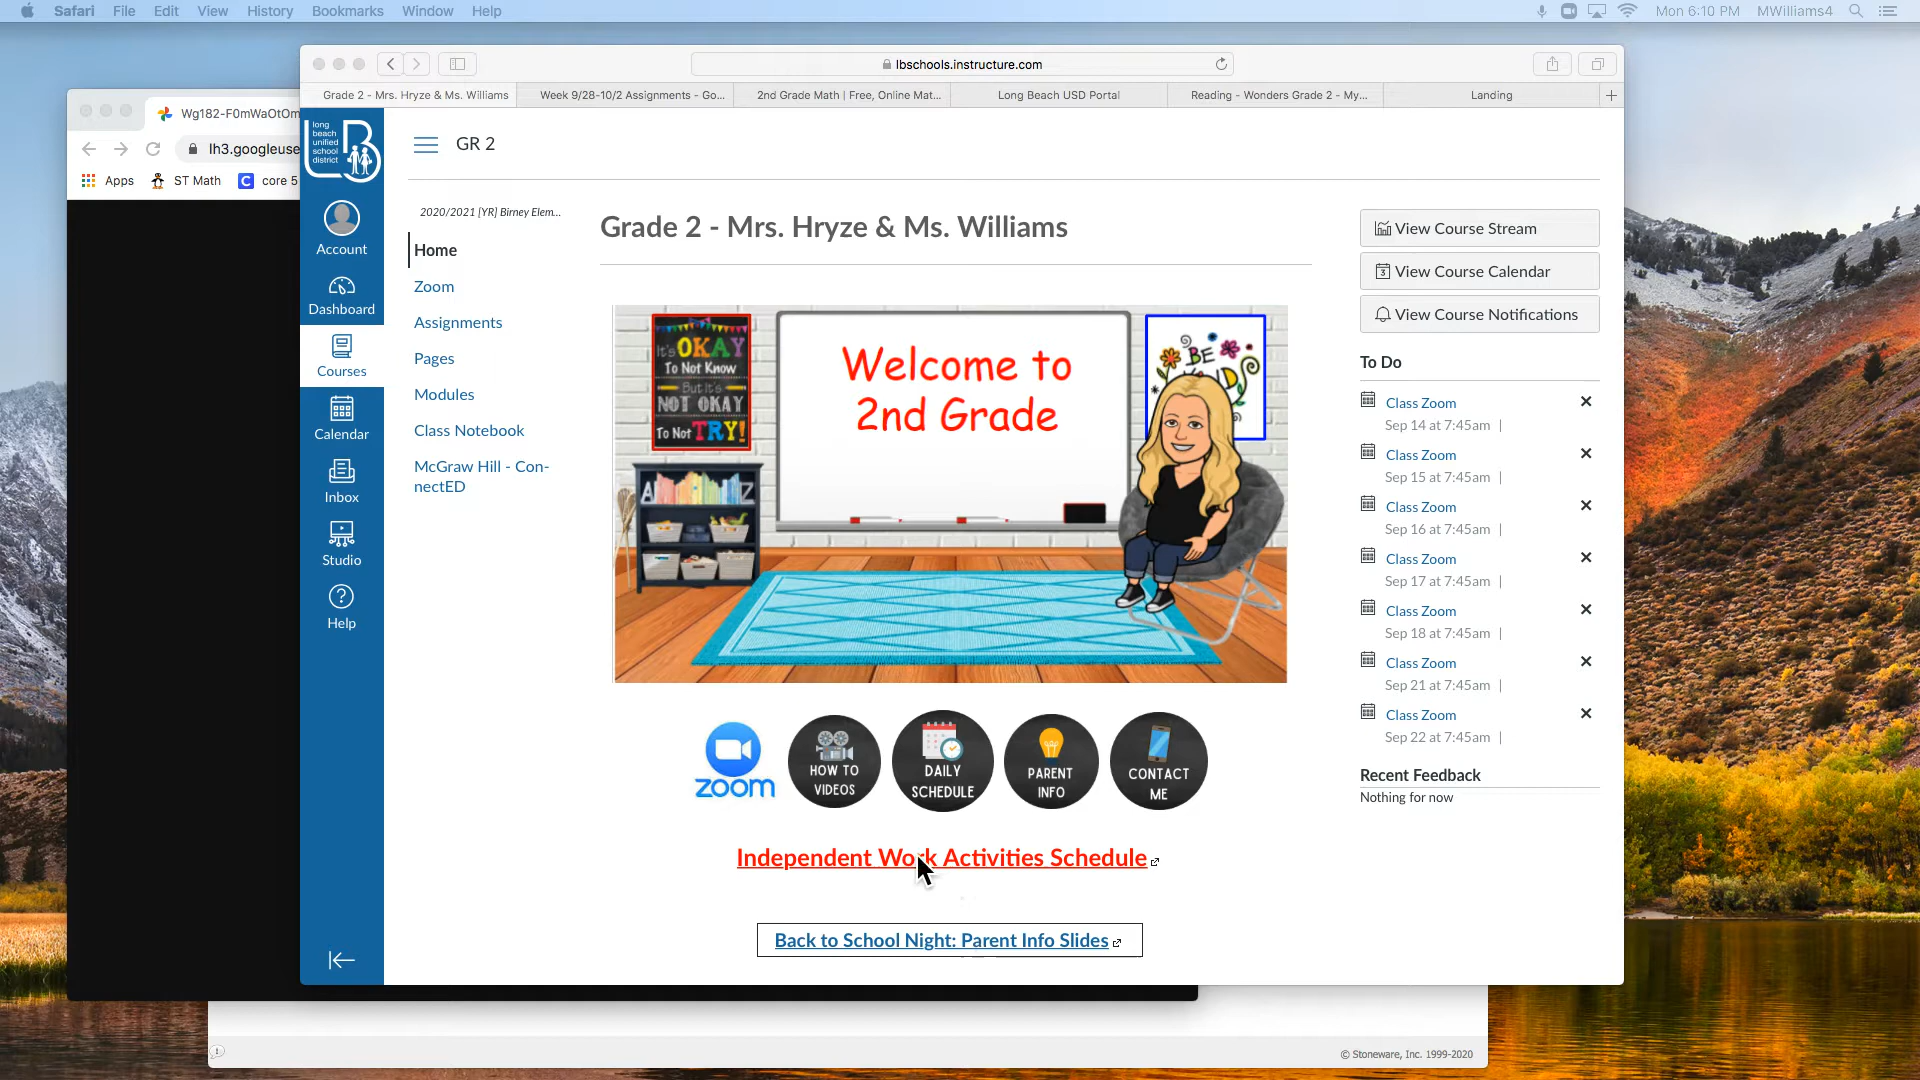 Safari File Edit View History Bookmarks Window Help
Mon 6:10 PM MWilliams4
lbschools.instructure.com
Grade 2 - Mrs. Hryze & Ms. Williams
Week 9/28-10/2 Assignments - Go...
2nd Grade Math | Free, Online Mat...
Long Beach USD Portal
Reading - Wonders Grade 2 - My...
Landing
Wg182-F0mWaOtOm
lh3.googleuse
Apps
ST Math
core 5
long
beach
unified
school
district
Account
Dashboard
Courses
Calendar
Inbox
Studio
Help
GR 2
2020/2021 [YR] Birney Elem...
Home
Zoom
Assignments
Pages
Modules
Class Notebook
McGraw Hill - Con-
nectED
Grade 2 - Mrs. Hryze & Ms. Williams
It's OKAY
To Not Know
But it's
NOT OKAY
To Not TRY!
Welcome to
2nd Grade
BE
A
Z
zoom
HOW TO
VIDEOS
DAILY
SCHEDULE
PARENT
INFO
CONTACT
ME
Independent Work Activities Schedule
Back to School Night: Parent Info Slides
View Course Stream
3 View Course Calendar
View Course Notifications
To Do
Class Zoom
Sep 14 at 7:45am |
Class Zoom
Sep 15 at 7:45am |
Class Zoom
Sep 16 at 7:45am |
Class Zoom
Sep 17 at 7:45am |
Class Zoom
Sep 18 at 7:45am |
Class Zoom
Sep 21 at 7:45am |
Class Zoom
Sep 22 at 7:45am |
Recent Feedback
Nothing for now
© Stoneware, Inc. 1999-2020